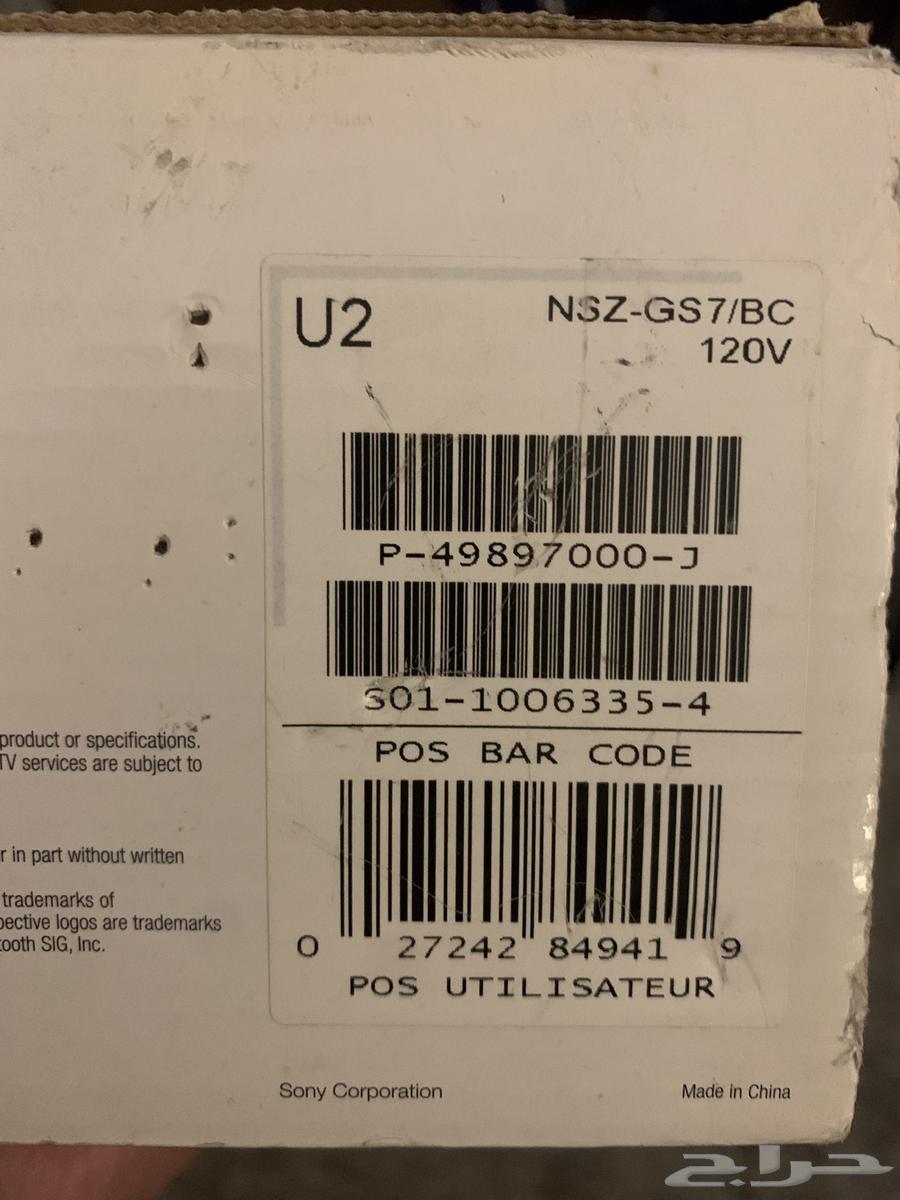 U2
NSZ-GS7/BC
120V
P-49897000-J
S01-1006335-4
POS BAR CODE
0 27242 84941 9
POS UTILISATEUR
product or specifications.
TV services are subject to
r in part without written
trademarks of
pective logos are trademarks
tooth SIG, Inc.
Sony Corporation
Made in China
حراج